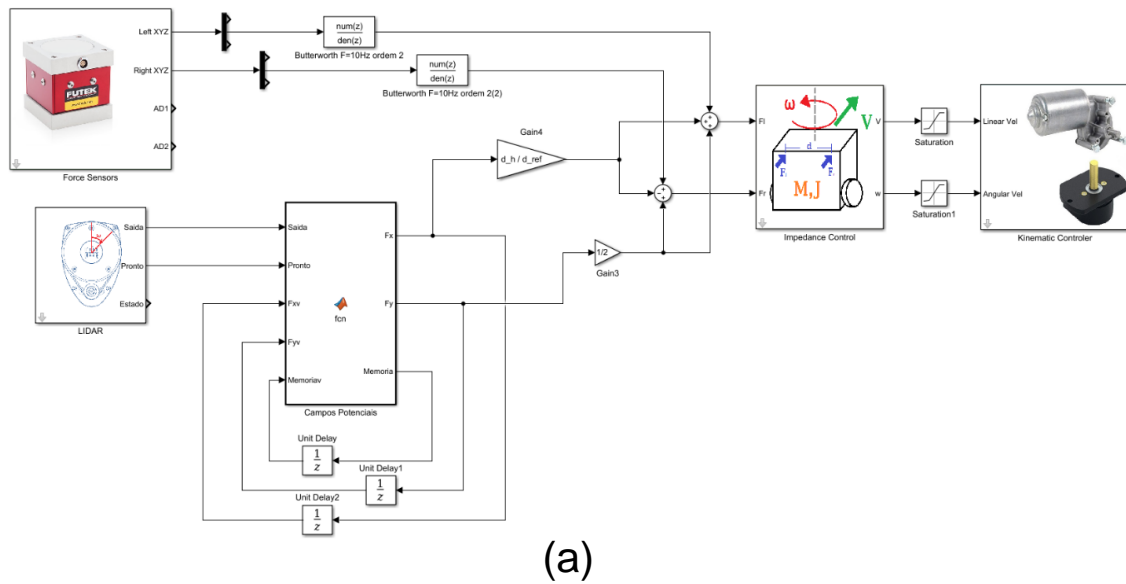 Left XYZ
Right XYZ
AD1
AD2
FUTEK
Force Sensors
num(z)
den(z)
Butterworth F=10Hz ordem 2
num(z)
den(z)
Butterworth F=10Hz ordem 2(2)
Gain4
d_h / d_ref
Saida
Pronto
Estado
LIDAR
Saida
Pronto
Fxv
Fyv
Memoriav
Fx
Fy
Memoria
fcn
Campos Potenciais
1/2
Gain3
Unit Delay
1
z
Unit Delay1
1
z
Unit Delay2
1
z
Fl
Fr
ω
V
d
M,J
V
w
Impedance Control
Saturation
Saturation1
Linear Vel
Angular Vel
Kinematic Controler
(a)